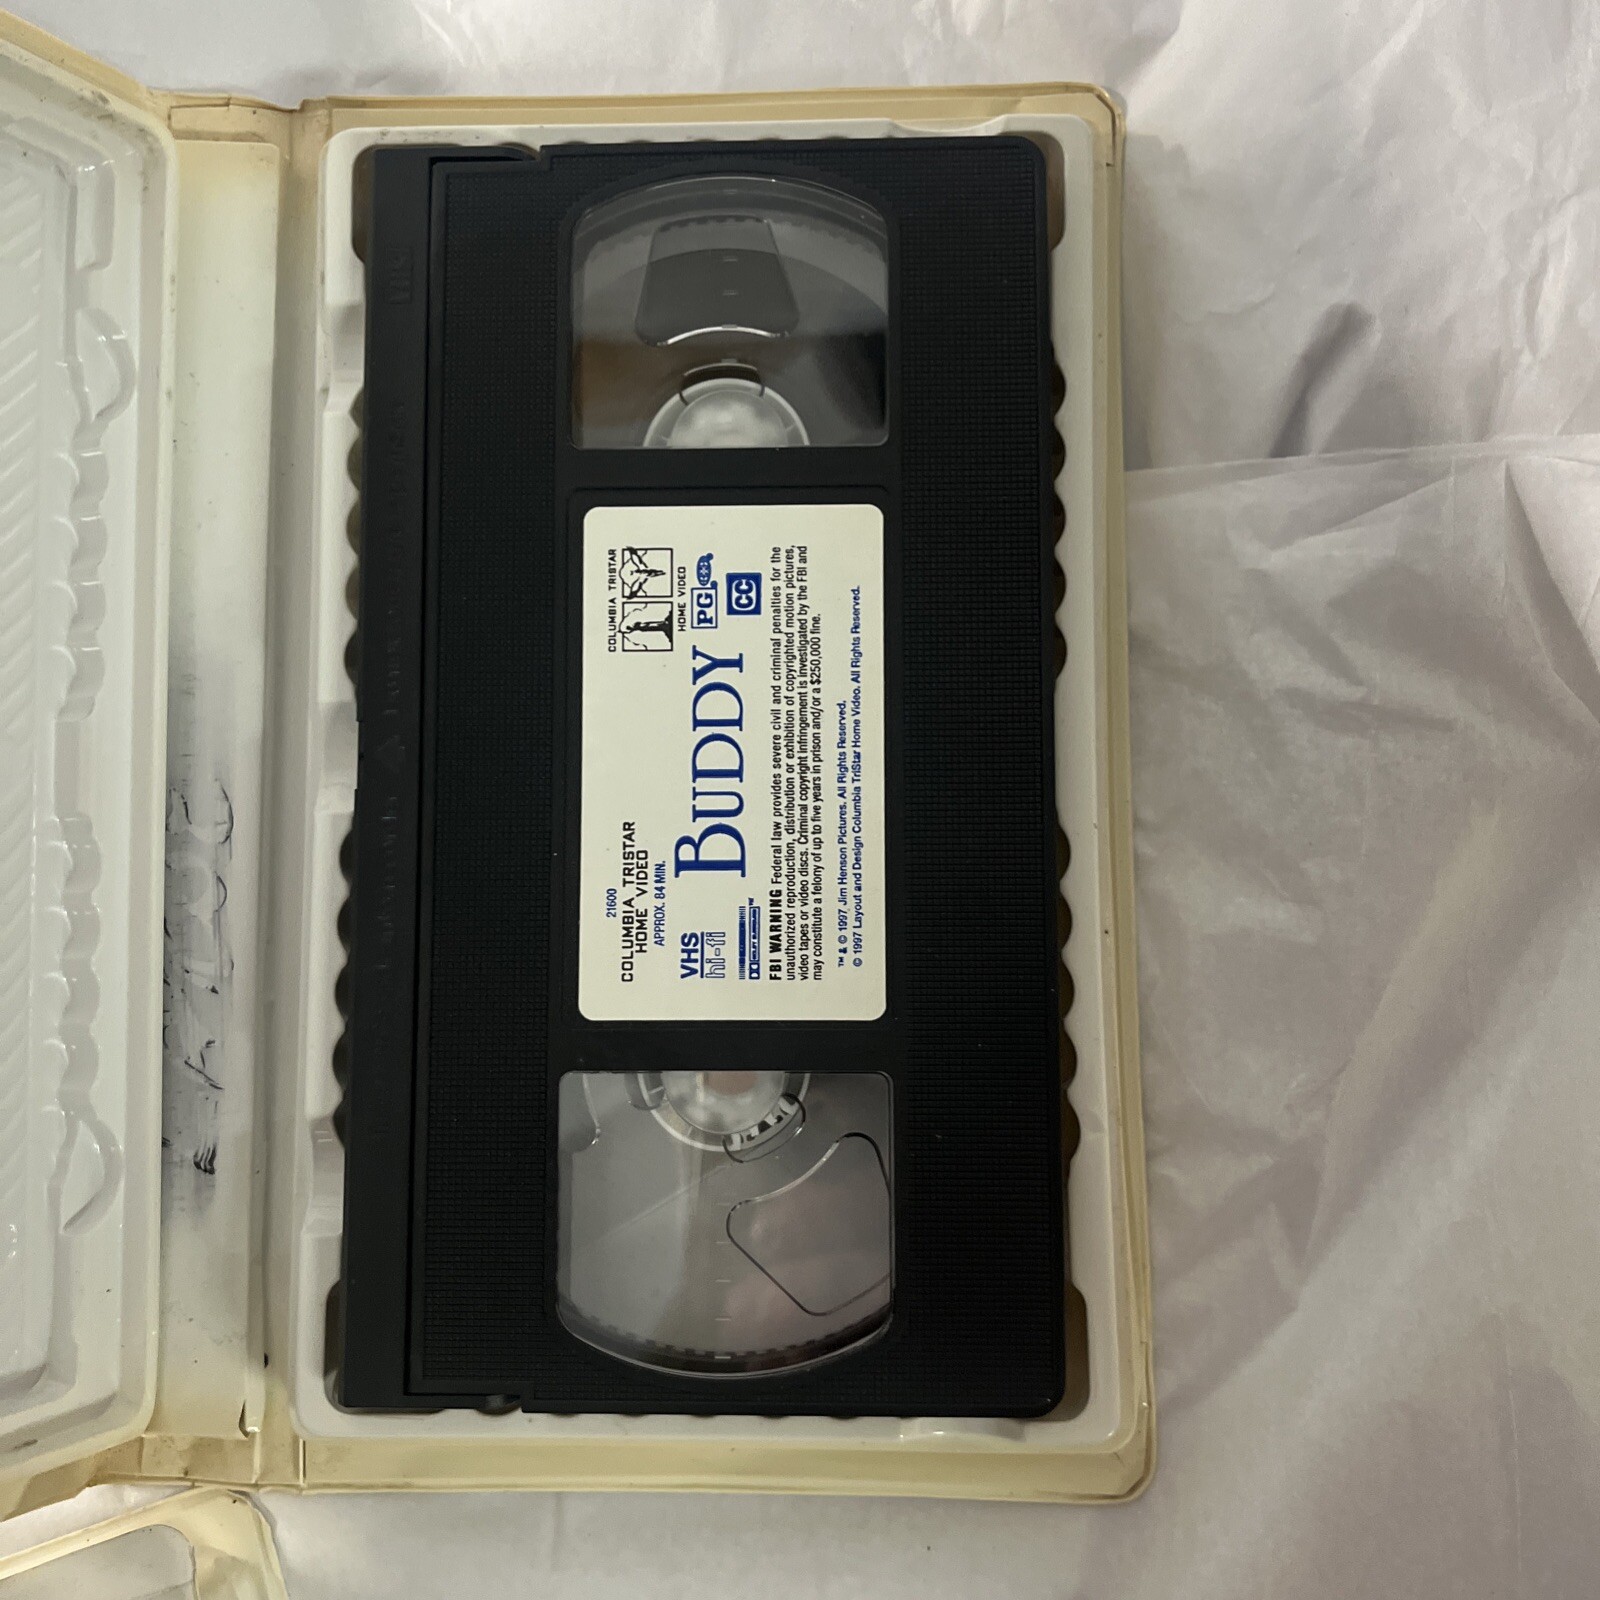 21600
COLUMBIA TRISTAR
HOME VIDEO
APPROX. 84 MIN.
COLUMBIA TRISTAR
HOME VIDEO
VHS
hi-fi
DOLBY SURROUND™
BUDDY
PG
CC
FBI WARNING Federal law provides severe civil and criminal penalties for the
unauthorized reproduction, distribution or exhibition of copyrighted motion pictures,
video tapes or video discs. Criminal copyright infringement is investigated by the FBI and
may constitute a felony of up to five years in prison and/or a $250,000 fine.
™ & © 1997 Jim Henson Pictures. All Rights Reserved.
© 1997 Layout and Design Columbia TriStar Home Video. All Rights Reserved.